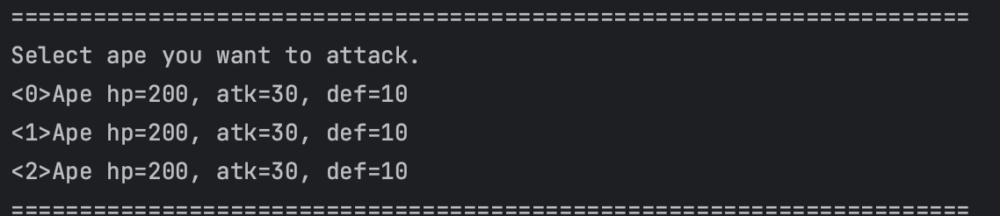 ======================================================================
Select ape you want to attack.
<0>Ape hp=200, atk=30, def=10
<1>Ape hp=200, atk=30, def=10
<2>Ape hp=200, atk=30, def=10
======================================================================